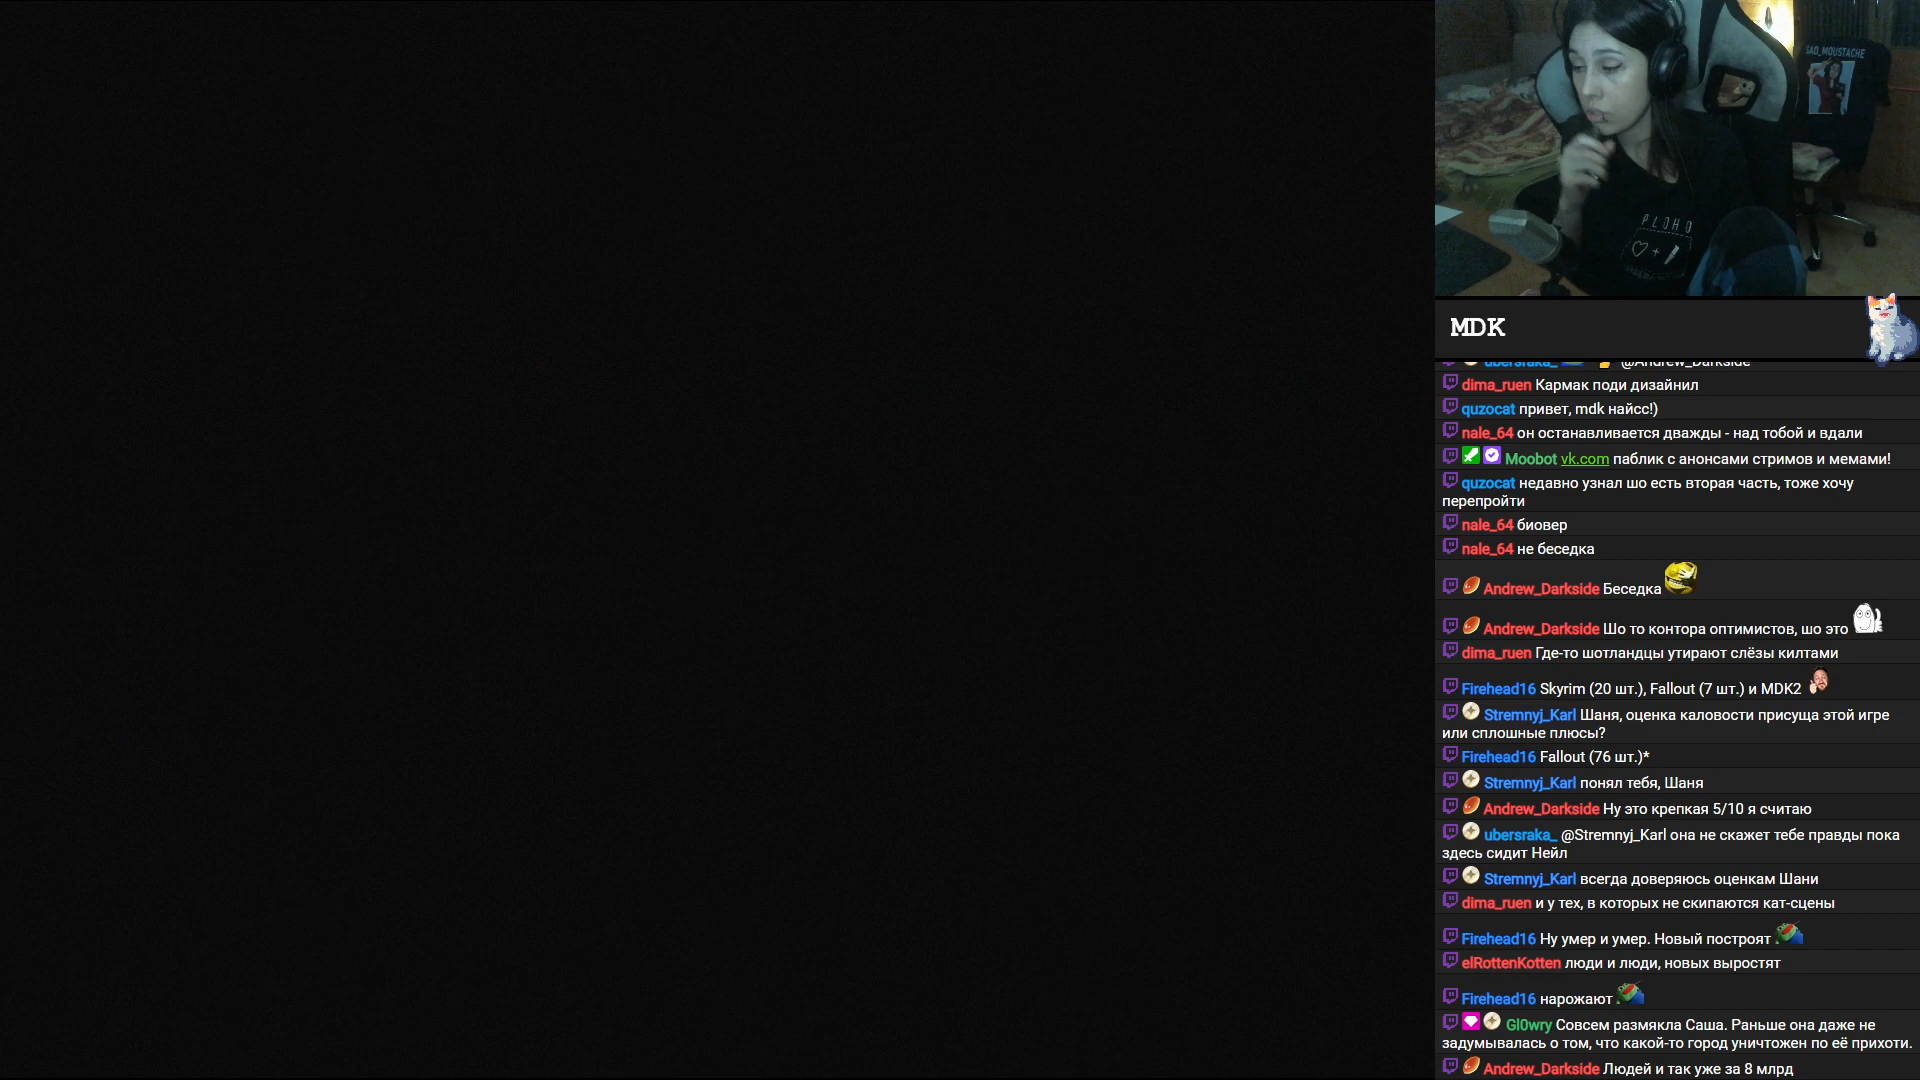 SAD_MOUSTACHE
PLOHO
MDK
ubersraka_ @Andrew_Darkside
dima_ruen Кармак поди дизайнил
quzocat привет, mdk найсс!)
nale_64 он останавливается дважды - над тобой и вдали
Moobot vk.com паблик с анонсами стримов и мемами!
quzocat недавно узнал шо есть вторая часть, тоже хочу
перепройти
nale_64 биовер
nale_64 не беседка
Andrew_Darkside Беседка
Andrew_Darkside Шо то контора оптимистов, шо это
dima_ruen Где-то шотландцы утирают слёзы килтами
Firehead16 Skyrim (20 шт.), Fallout (7 шт.) и MDK2
Stremnyj_Karl Шаня, оценка каловости присуща этой игре
или сплошные плюсы?
Firehead16 Fallout (76 шт.)*
Stremnyj_Karl понял тебя, Шаня
Andrew_Darkside Ну это крепкая 5/10 я считаю
ubersraka_ @Stremnyj_Karl она не скажет тебе правды пока
здесь сидит Нейл
Stremnyj_Karl всегда доверяюсь оценкам Шани
dima_ruen и у тех, в которых не скипаются кат-сцены
Firehead16 Ну умер и умер. Новый построят
elRottenKotten люди и люди, новых выростят
Firehead16 нарожают
Gl0wry Совсем размякла Саша. Раньше она даже не
задумывалась о том, что какой-то город уничтожен по её прихоти.
Andrew_Darkside Людей и так уже за 8 млрд